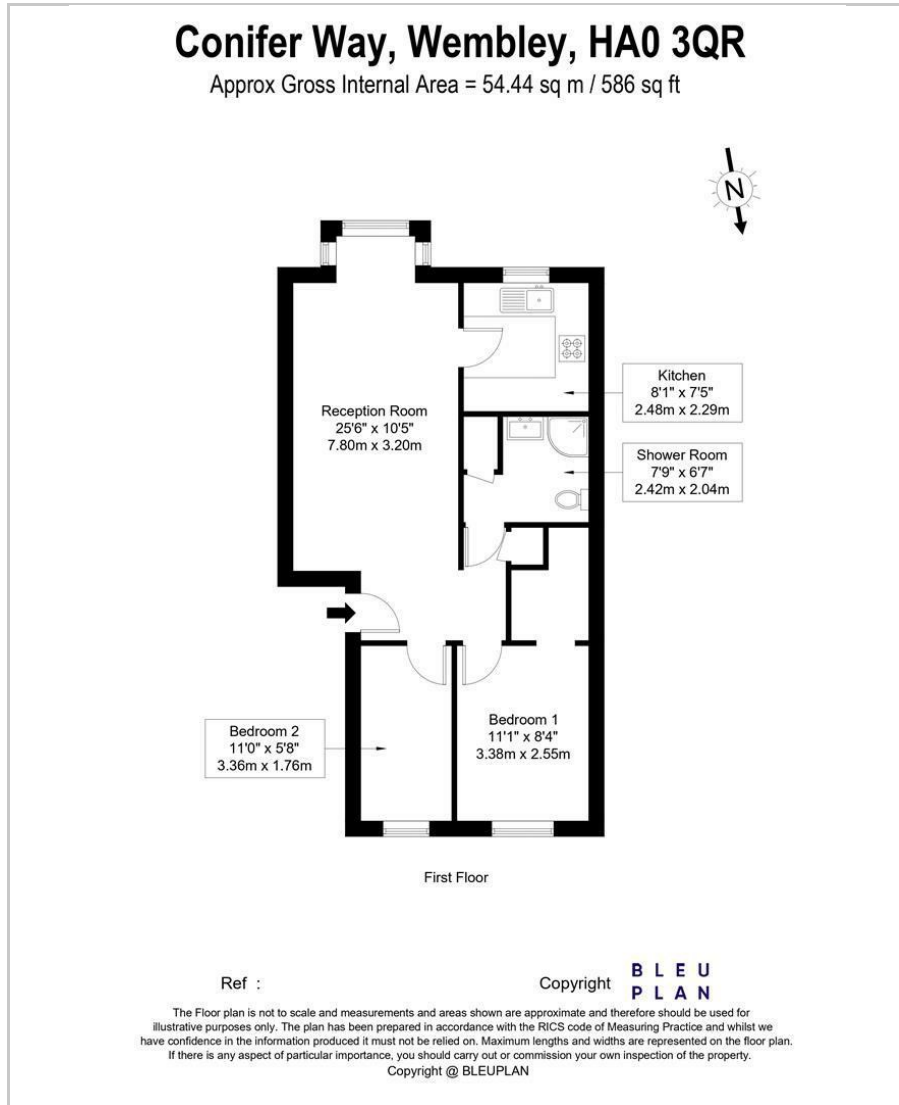 Conifer Way, Wembley, HA0 3QR
Approx Gross Internal Area = 54.44 sq m / 586 sq ft
N
Kitchen
8'1" x 7'5"
2.48m x 2.29m
Reception Room
25'6" x 10'5"
7.80m x 3.20m
Shower Room
7'9" x 6'7"
2.42m x 2.04m
Bedroom 1
11'1" x 8'4"
3.38m x 2.55m
Bedroom 2
11'0" x 5'8"
3.36m x 1.76m
First Floor
Ref :
Copyright
BLEU
PLAN
The Floor plan is not to scale and measurements and areas shown are approximate and therefore should be used for
illustrative purposes only. The plan has been prepared in accordance with the RICS code of Measuring Practice and whilst we
have confidence in the information produced it must not be relied on. Maximum lengths and widths are represented on the floor plan.
If there is any aspect of particular importance, you should carry out or commission your own inspection of the property.
Copyright @ BLEUPLAN